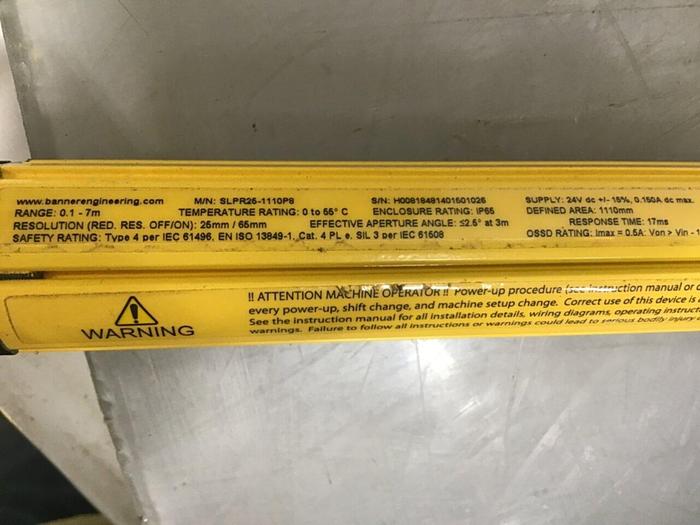 www.bannerengineering.com M/N: SLPR25-1110P8 S/N: H00818481401501026 SUPPLY: 24V dc +/- 15%, 0.150A dc max.
RANGE: 0.1 - 7m TEMPERATURE RATING: 0 to 55° C ENCLOSURE RATING: IP65 DEFINED AREA: 1110mm
RESOLUTION (RED. RES. OFF/ON): 25mm / 65mm EFFECTIVE APERTURE ANGLE: ≤2.5° at 3m RESPONSE TIME: 17ms
SAFETY RATING: Type 4 per IEC 61496, EN ISO 13849-1, Cat. 4 PL e, SIL 3 per IEC 61508 OSSD RATING: Imax = 0.5A: Von > Vin - 1
!! ATTENTION MACHINE OPERATOR !! Power-up procedure (see instruction manual or
every power-up, shift change, and machine setup change. Correct use of this device is
See the instruction manual for all installation details, wiring diagrams, operating
warnings. Failure to follow all instructions or warnings could lead to serious bodily injury
WARNING